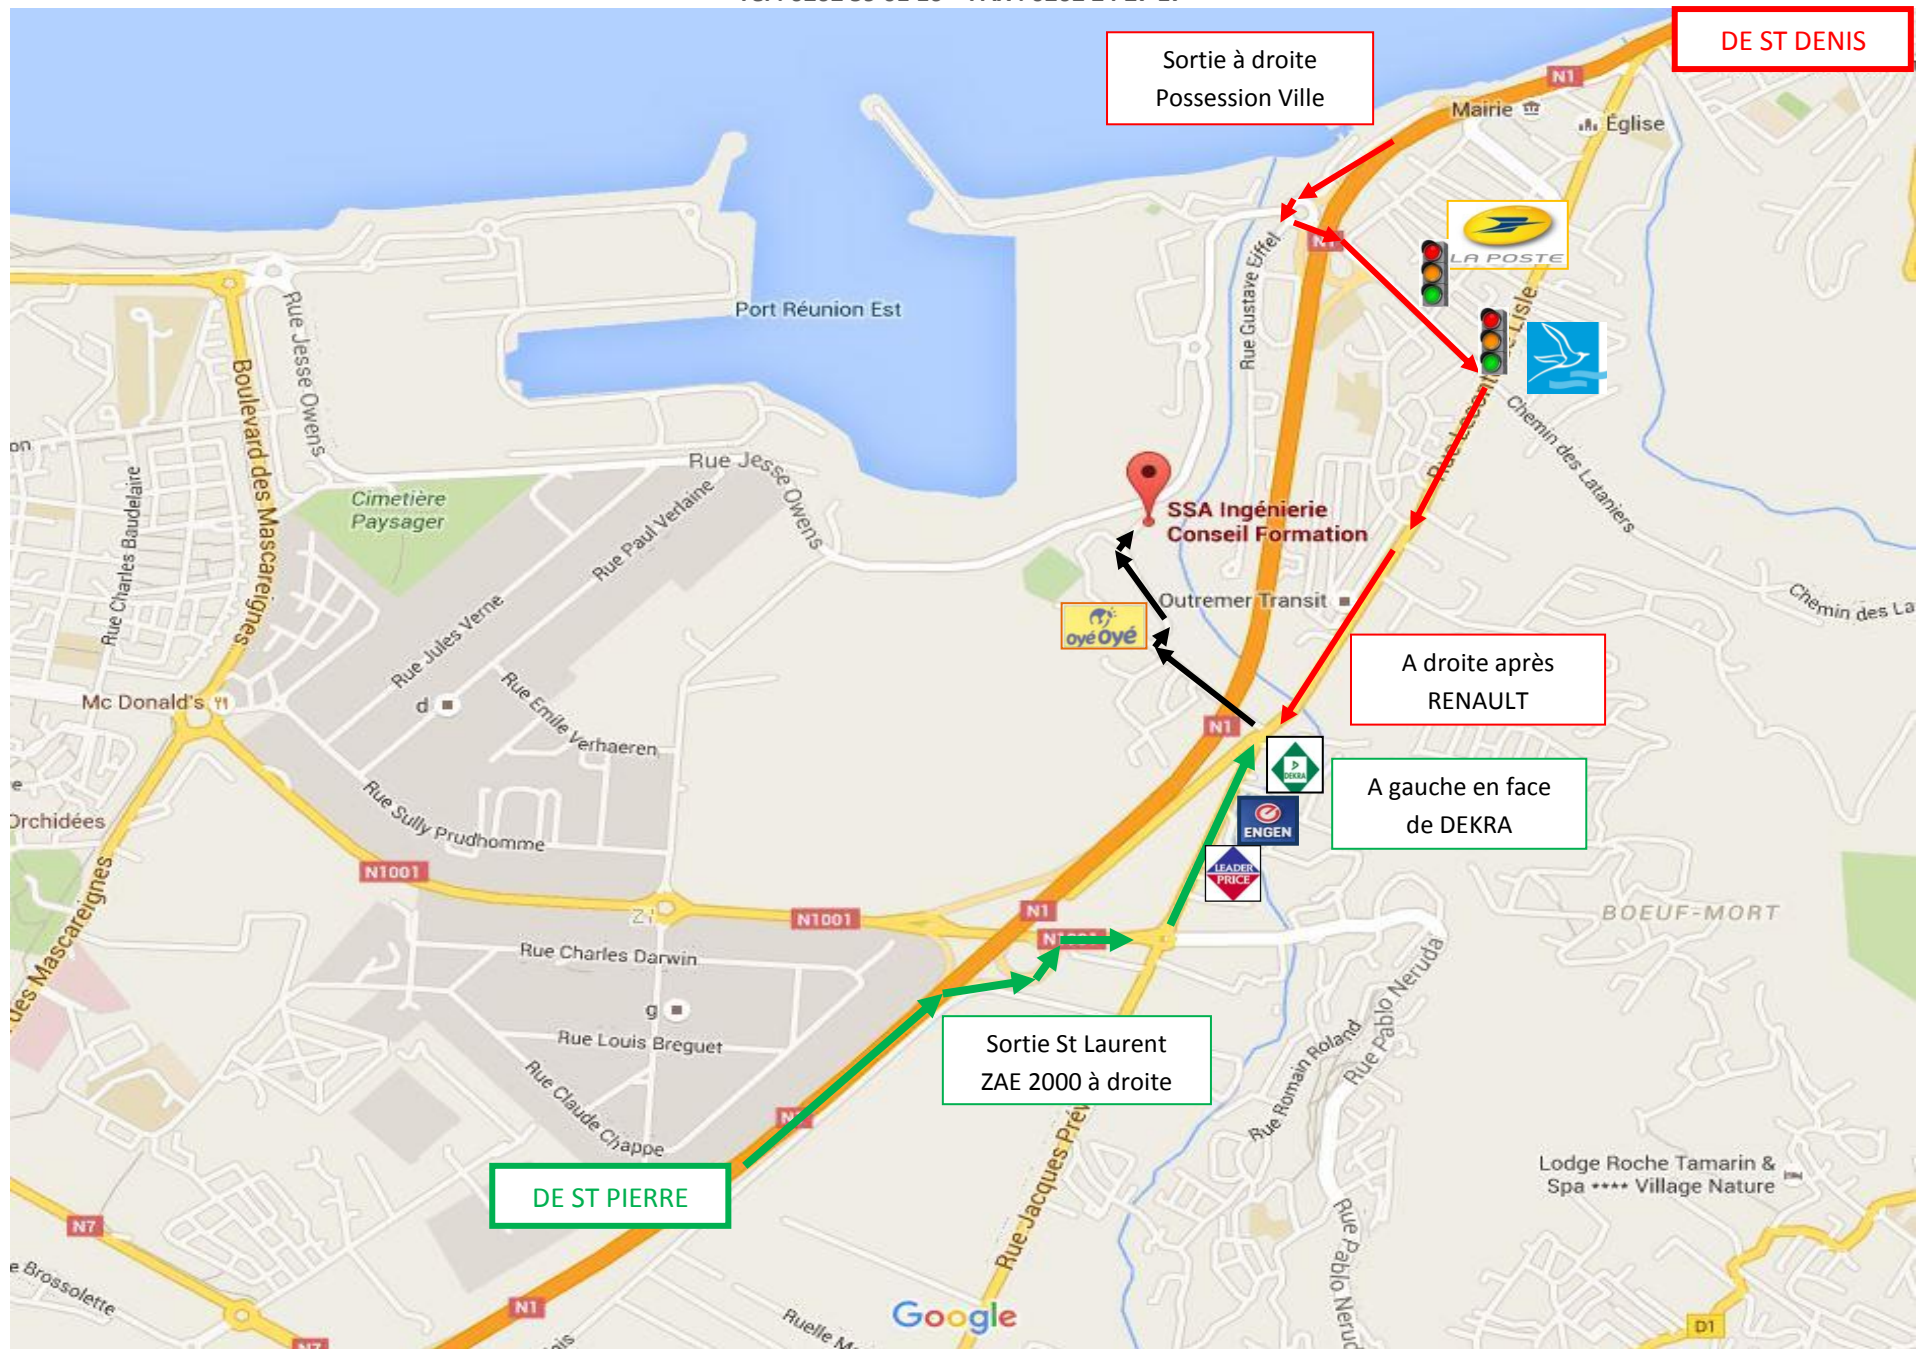 DE ST DENIS
Sortie à droite
Possession Ville
N1
Mairie
Église
LA POSTE
N1
Rue Gustave Eiffel
Lisle
Port Réunion Est
Rue Jesse Owens
Boulevard des Mascareignes
Rue Charles Baudelaire
Cimetière
Paysager
Rue Jesse Owens
Rue Paul Verlaine
Chemin des Lataniers
SSA Ingénierie
Conseil Formation
Chemin des La
Outremer Transit
oyé oyé
Rue Jules Verne
Rue Emile Verhaeren
A droite après
RENAULT
Mc Donald's
d
N1
DEKRA
A gauche en face
de DEKRA
ENGEN
LEADER
PRICE
Orchidées
Rue Sully Prudhomme
N1001
N1001
N1
BOEUF-MORT
Rue Charles Darwin
g
Rue Louis Breguet
Rue Claude Chappe
des Mascareignes
Sortie St Laurent
ZAE 2000 à droite
Rue Romain Roland
Rue Pablo Neruda
Rue Jacques Prév
DE ST PIERRE
Lodge Roche Tamarin &
Spa **** Village Nature
Rue Pablo Nerud
N7
e Brossolette
N1
N7
Google
Ruelle M
D1